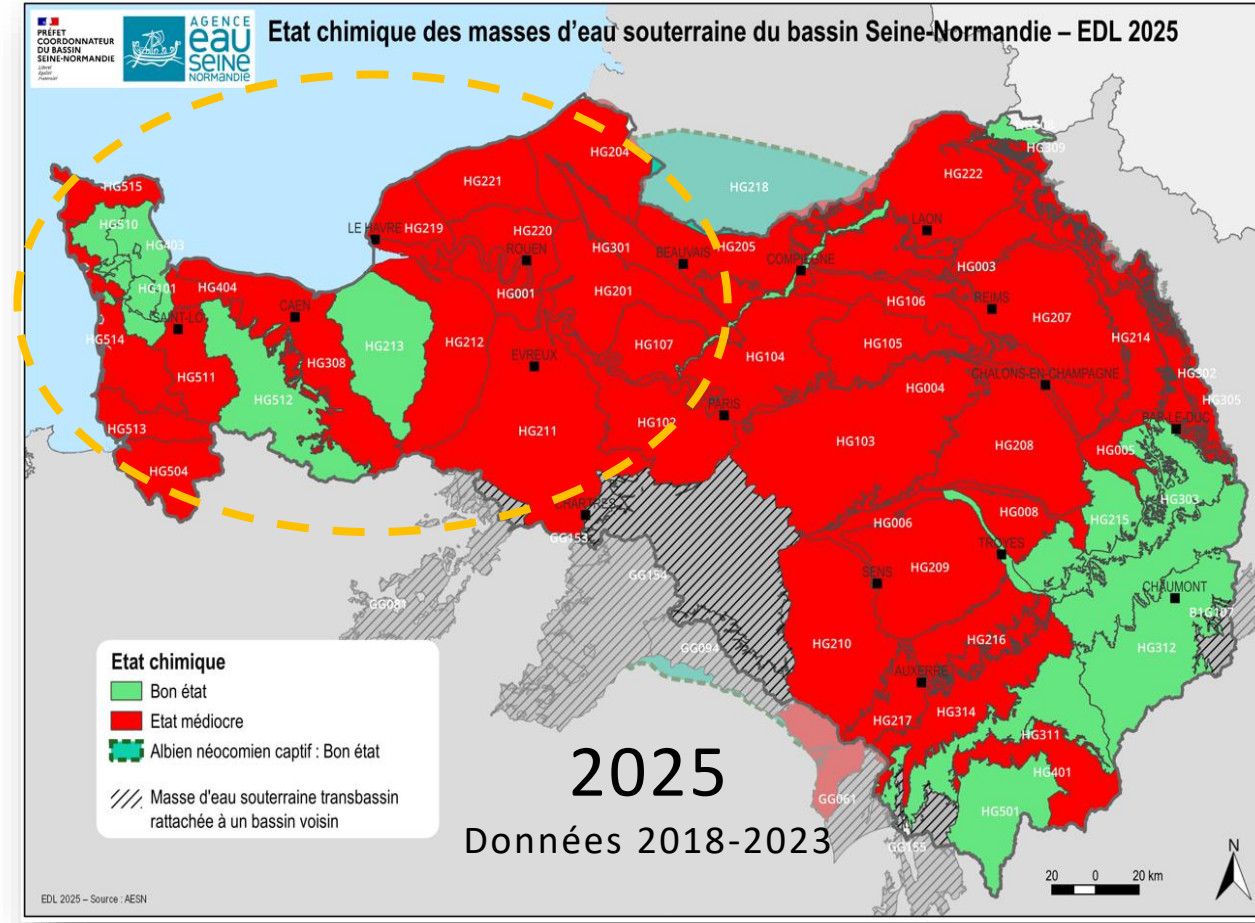 PRÉFET
COORDONNATEUR
DU BASSIN
SEINE-NORMANDIE
Liberté
Égalité
Fraternité
AGENCE
eau
SEINE
NORMANDIE
Etat chimique des masses d'eau souterraine du bassin Seine-Normandie – EDL 2025
HG204
HG309
HG222
HG515
HG221
HG218
HG510
HG403
LE HAVRE
HG219
HG220
ROUEN
HG301
BEAUVAIS
HG205
COMPIEGNE
LAON
HG003
HG101
HG404
SAINT-LO
CAEN
HG001
HG201
HG106
REIMS
HG207
HG514
HG213
HG212
EVREUX
HG107
HG104
HG105
HG214
HG308
HG511
HG512
HG004
CHALONS-EN-CHAMPAGNE
HG302
HG305
HG513
HG211
HG102
PARIS
HG103
HG208
HG005
BAR-LE-DUC
HG504
CHARTRES
GG153
HG006
HG008
HG215
HG303
TROYES
GG154
SENS
HG209
CHAUMONT
B1G107
GG081
GG094
HG210
HG216
HG312
AUXERRE
HG217
HG314
HG311
HG401
GG061
HG501
GG155
Etat chimique
Bon état
Etat médiocre
Albien néocomien captif : Bon état
Masse d'eau souterraine transbassin
rattachée à un bassin voisin
2025
Données 2018-2023
N
20 0 20 km
EDL 2025 – Source : AESN